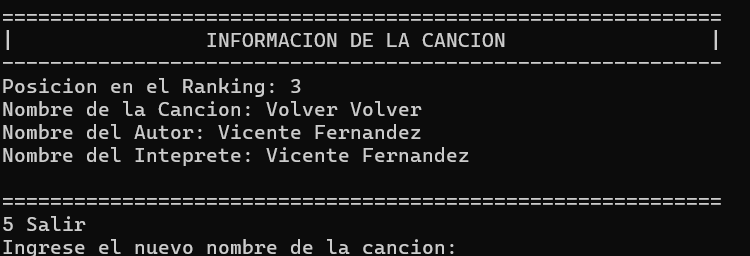 ============================================================
|                INFORMACION DE LA CANCION                 |
------------------------------------------------------------
Posicion en el Ranking: 3
Nombre de la Cancion: Volver Volver
Nombre del Autor: Vicente Fernandez
Nombre del Inteprete: Vicente Fernandez

============================================================
5 Salir
Ingrese el nuevo nombre de la cancion: